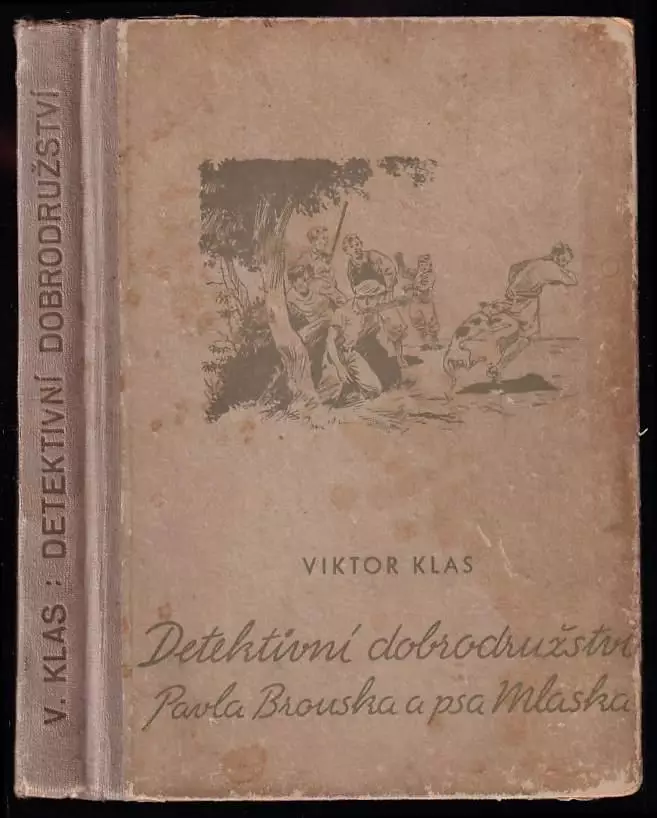 V. KLAS: DETEKTIVNÍ DOBRODRUŽSTVÍ
VIKTOR KLAS
Detektivní dobrodružství
Pavla Brouska a psa Mlaska